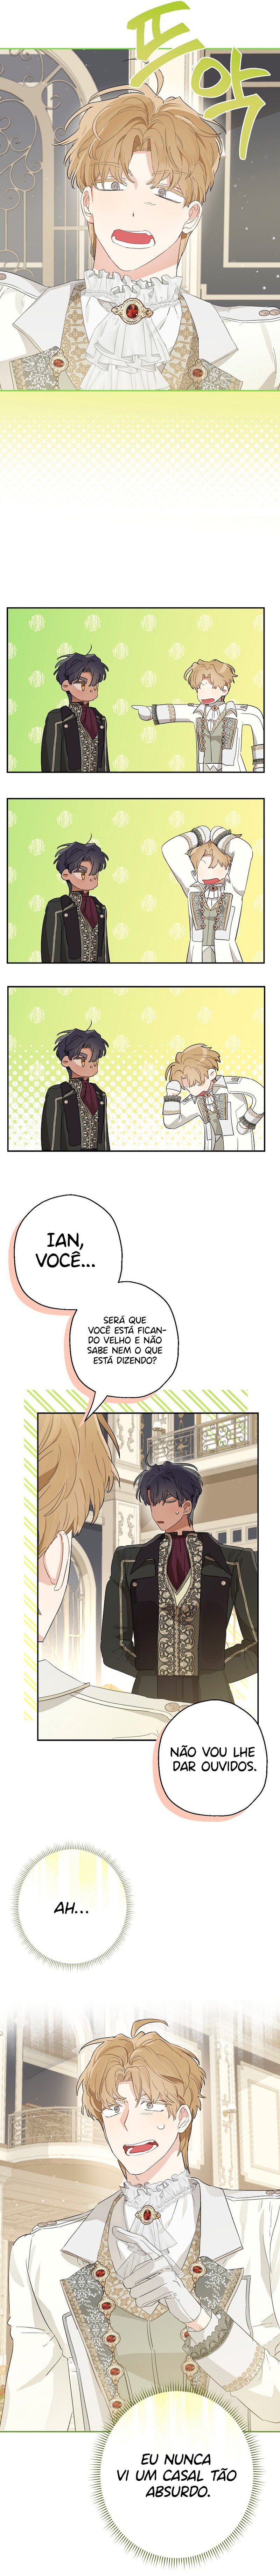 뜨악
IAN,
VOCÊ...
SERÁ QUE
VOCÊ ESTÁ FICAN-
DO VELHO E NÃO
SABE NEM O QUE
ESTÁ DIZENDO?
NÃO VOU LHE
DAR OUVIDOS.
AH...
EU NUNCA
VI UM CASAL TÃO
ABSURDO.